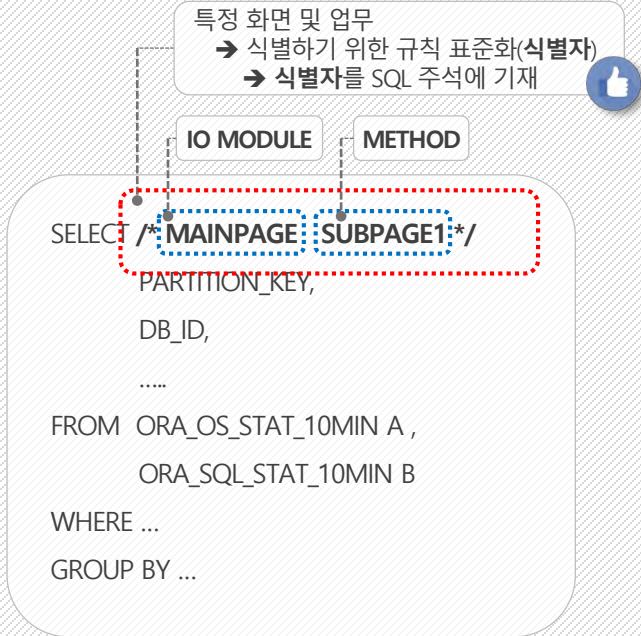 특정 화면 및 업무
➔ 식별하기 위한 규칙 표준화(식별자)
➔ 식별자를 SQL 주석에 기재
IO MODULE METHOD
SELECT /* MAINPAGE SUBPAGE1 */
PARTITION_KEY,
DB_ID,
.....
FROM ORA_OS_STAT_10MIN A ,
ORA_SQL_STAT_10MIN B
WHERE ...
GROUP BY ...